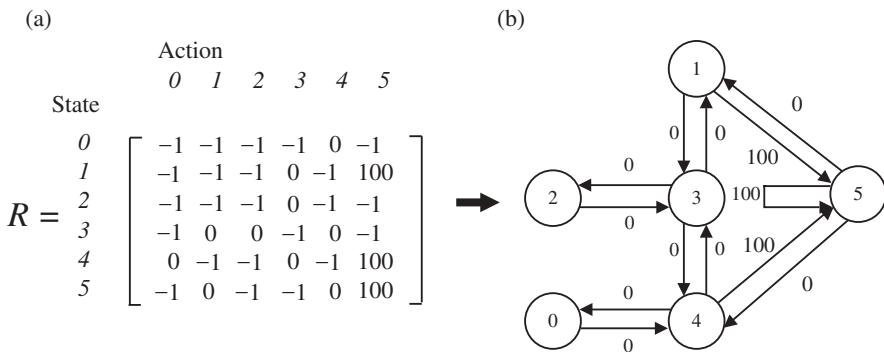 (a)
Action
0 1 2 3 4 5
State
0 −1 −1 −1 −1 0 −1
1 −1 −1 −1 0 −1 100
2 −1 −1 −1 0 −1 −1
3 −1 0 0 −1 0 −1
4 0 −1 −1 0 −1 100
5 −1 0 −1 −1 0 100
R =
(b)
1
0
0 0
100
0
2 3 100 5
0
0 0
100
0
0
0 4
0